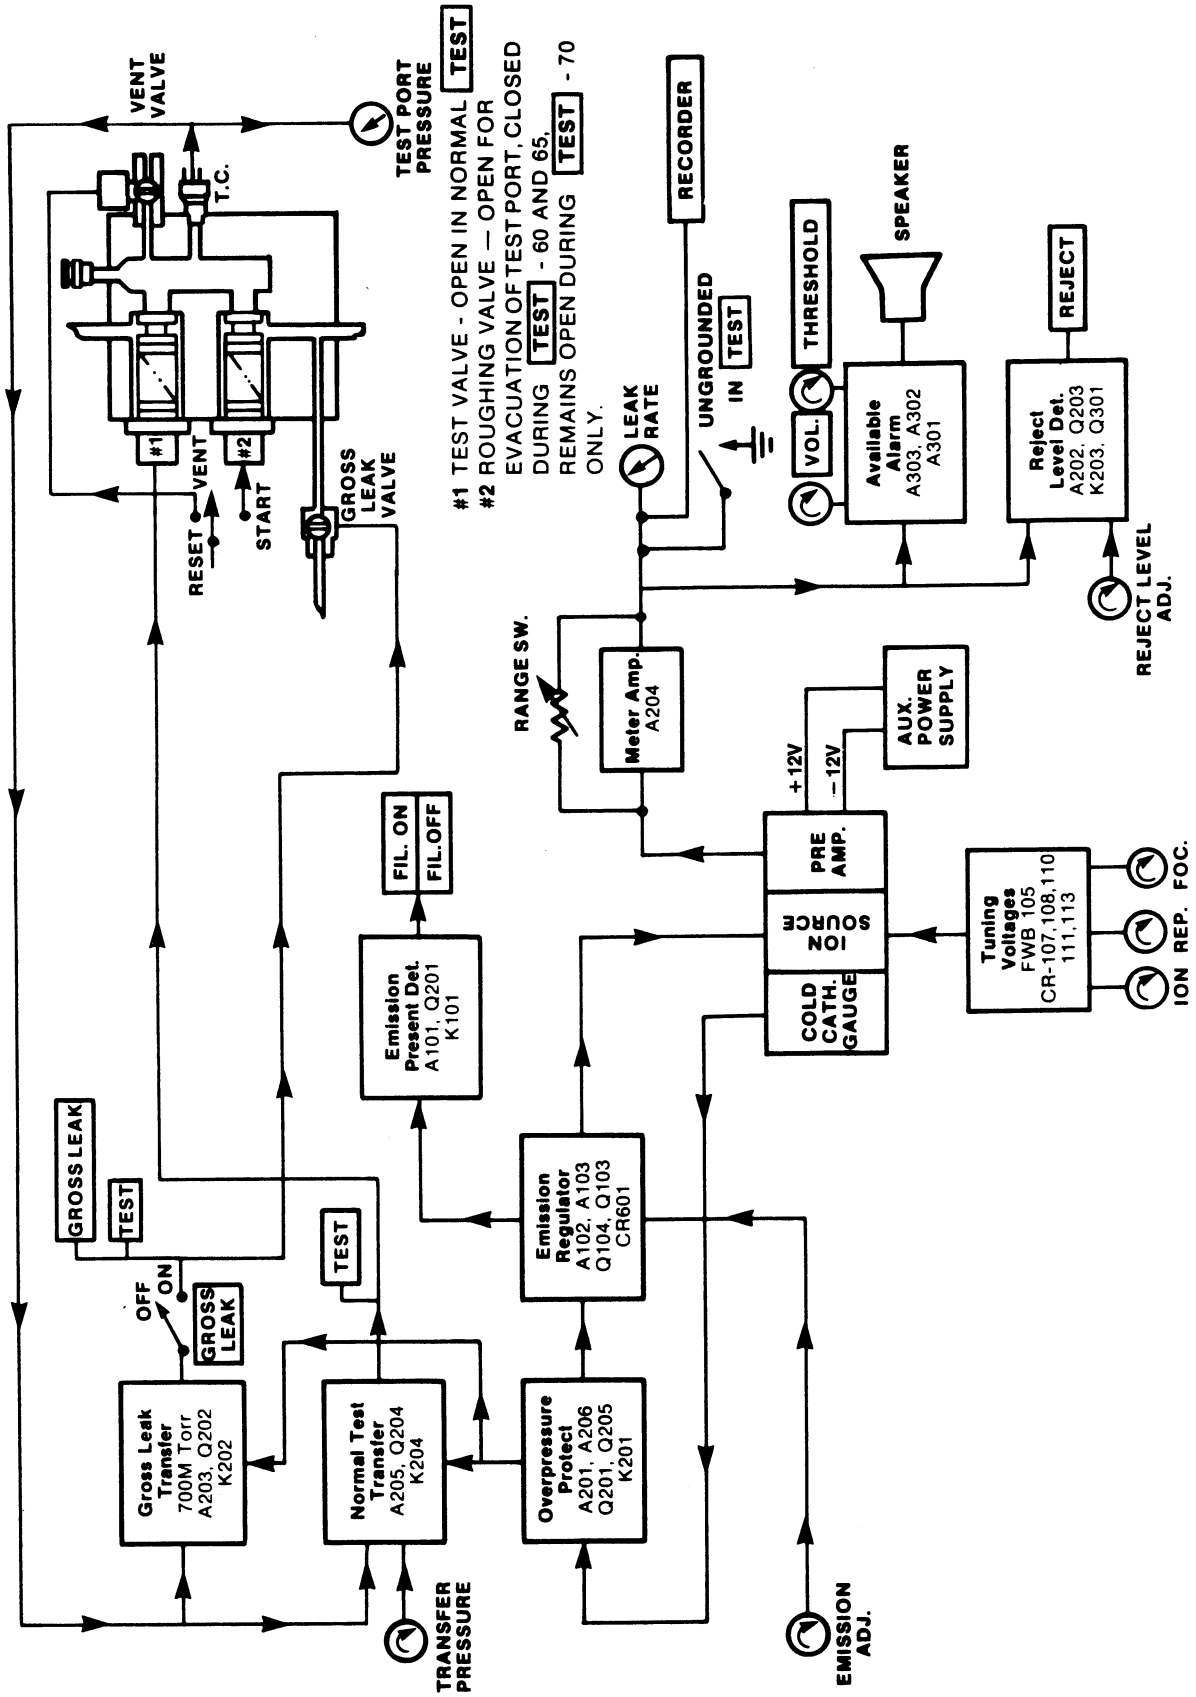 GROSS LEAK
TEST
OFF
ON
GROSS
LEAK
Gross Leak
Transfer
700M Torr
A203, Q202
K202
TEST
Normal Test
Transfer
A205, Q204
K204
TRANSFER
PRESSURE
Overpressure
Protect
A201, A206
Q201, Q205
K201
Emission
Regulator
A102, A103
Q104, Q103
CR601
EMISSION
ADJ.
Emission
Present Det.
A101, Q201
K101
FIL. ON
FIL.OFF
COLD
CATH.
GAUGE
ION
SOURCE
PRE
AMP.
+12V
−12V
AUX.
POWER
SUPPLY
Tuning
Voltages
FWB 105
CR-107,108,110
111,113
ION
REP.
FOC.
RANGE SW.
Meter Amp.
A204
LEAK
RATE
RECORDER
UNGROUNDED
IN TEST
VOL.
THRESHOLD
Available
Alarm
A303, A302
A301
SPEAKER
Reject
Level Det.
A202, Q203
K203, Q301
REJECT
REJECT LEVEL
ADJ.
VENT
VALVE
T.C.
TEST PORT
PRESSURE
#1
#2
RESET
VENT
START
GROSS
LEAK
VALVE
#1 TEST VALVE - OPEN IN NORMAL TEST
#2 ROUGHING VALVE — OPEN FOR
EVACUATION OF TEST PORT, CLOSED
DURING TEST - 60 AND 65,
REMAINS OPEN DURING TEST - 70
ONLY.